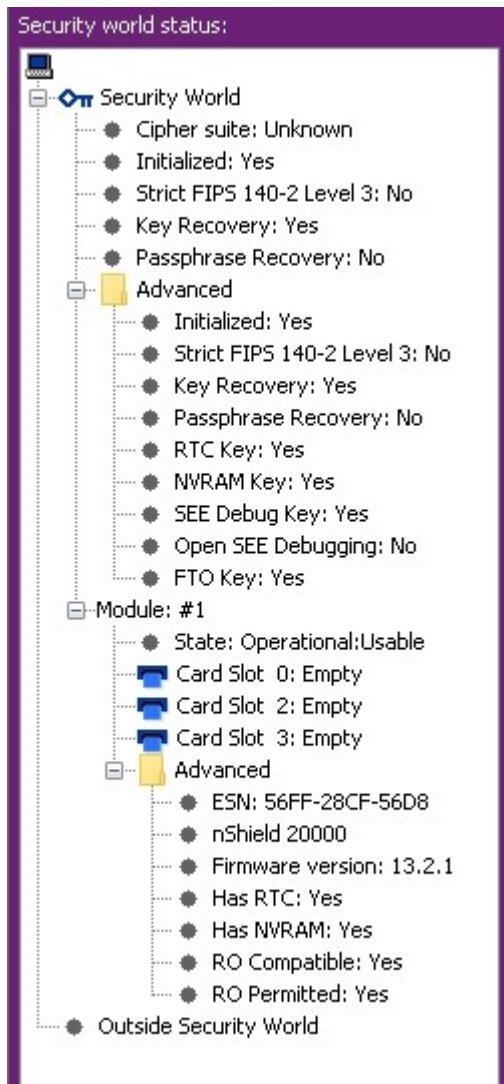 Security world status:
Security World
Cipher suite: Unknown
Initialized: Yes
Strict FIPS 140-2 Level 3: No
Key Recovery: Yes
Passphrase Recovery: No
Advanced
Initialized: Yes
Strict FIPS 140-2 Level 3: No
Key Recovery: Yes
Passphrase Recovery: No
RTC Key: Yes
NVRAM Key: Yes
SEE Debug Key: Yes
Open SEE Debugging: No
FTO Key: Yes
Module: #1
State: Operational:Usable
Card Slot 0: Empty
Card Slot 2: Empty
Card Slot 3: Empty
Advanced
ESN: 56FF-28CF-56D8
nShield 20000
Firmware version: 13.2.1
Has RTC: Yes
Has NVRAM: Yes
RO Compatible: Yes
RO Permitted: Yes
Outside Security World